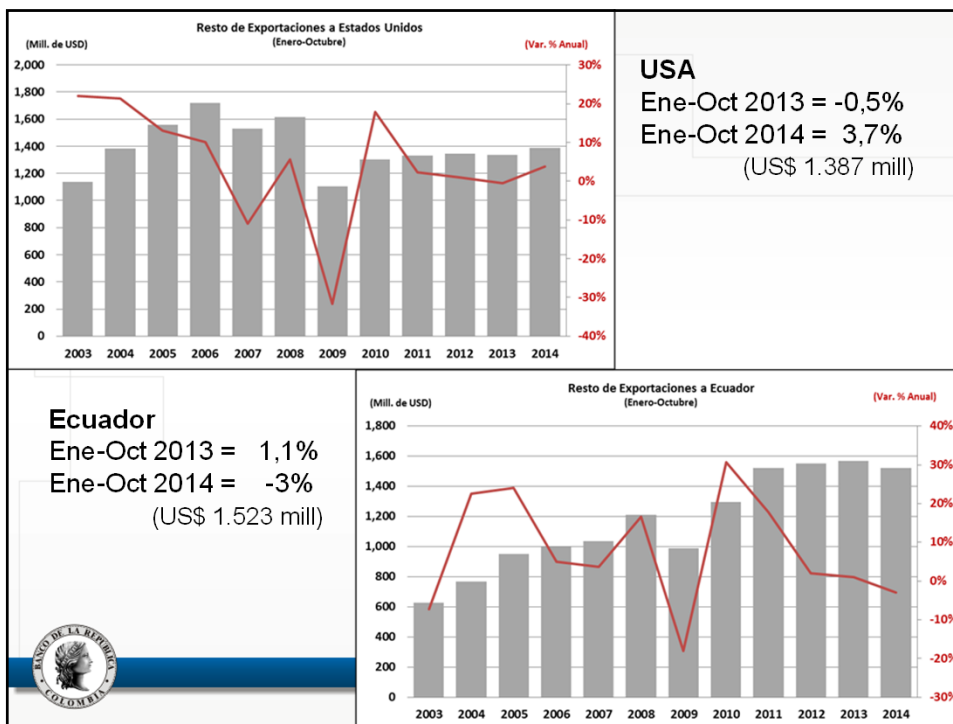 Resto de Exportaciones a Estados Unidos
(Enero-Octubre)
(Mill. de USD)
(Var. % Anual)
2,000
1,800
1,600
1,400
1,200
1,000
800
600
400
200
0
30%
20%
10%
0%
-10%
-20%
-30%
-40%
2003 2004 2005 2006 2007 2008 2009 2010 2011 2012 2013 2014
USA
Ene-Oct 2013 = -0,5%
Ene-Oct 2014 = 3,7%
(US$ 1.387 mill)
Ecuador
Ene-Oct 2013 = 1,1%
Ene-Oct 2014 = -3%
(US$ 1.523 mill)
Resto de Exportaciones a Ecuador
(Enero-Octubre)
(Mill. de USD)
(Var. % Anual)
1,800
1,600
1,400
1,200
1,000
800
600
400
200
0
40%
30%
20%
10%
0%
-10%
-20%
-30%
2003 2004 2005 2006 2007 2008 2009 2010 2011 2012 2013 2014
BANCO DE LA REPUBLICA
COLOMBIA